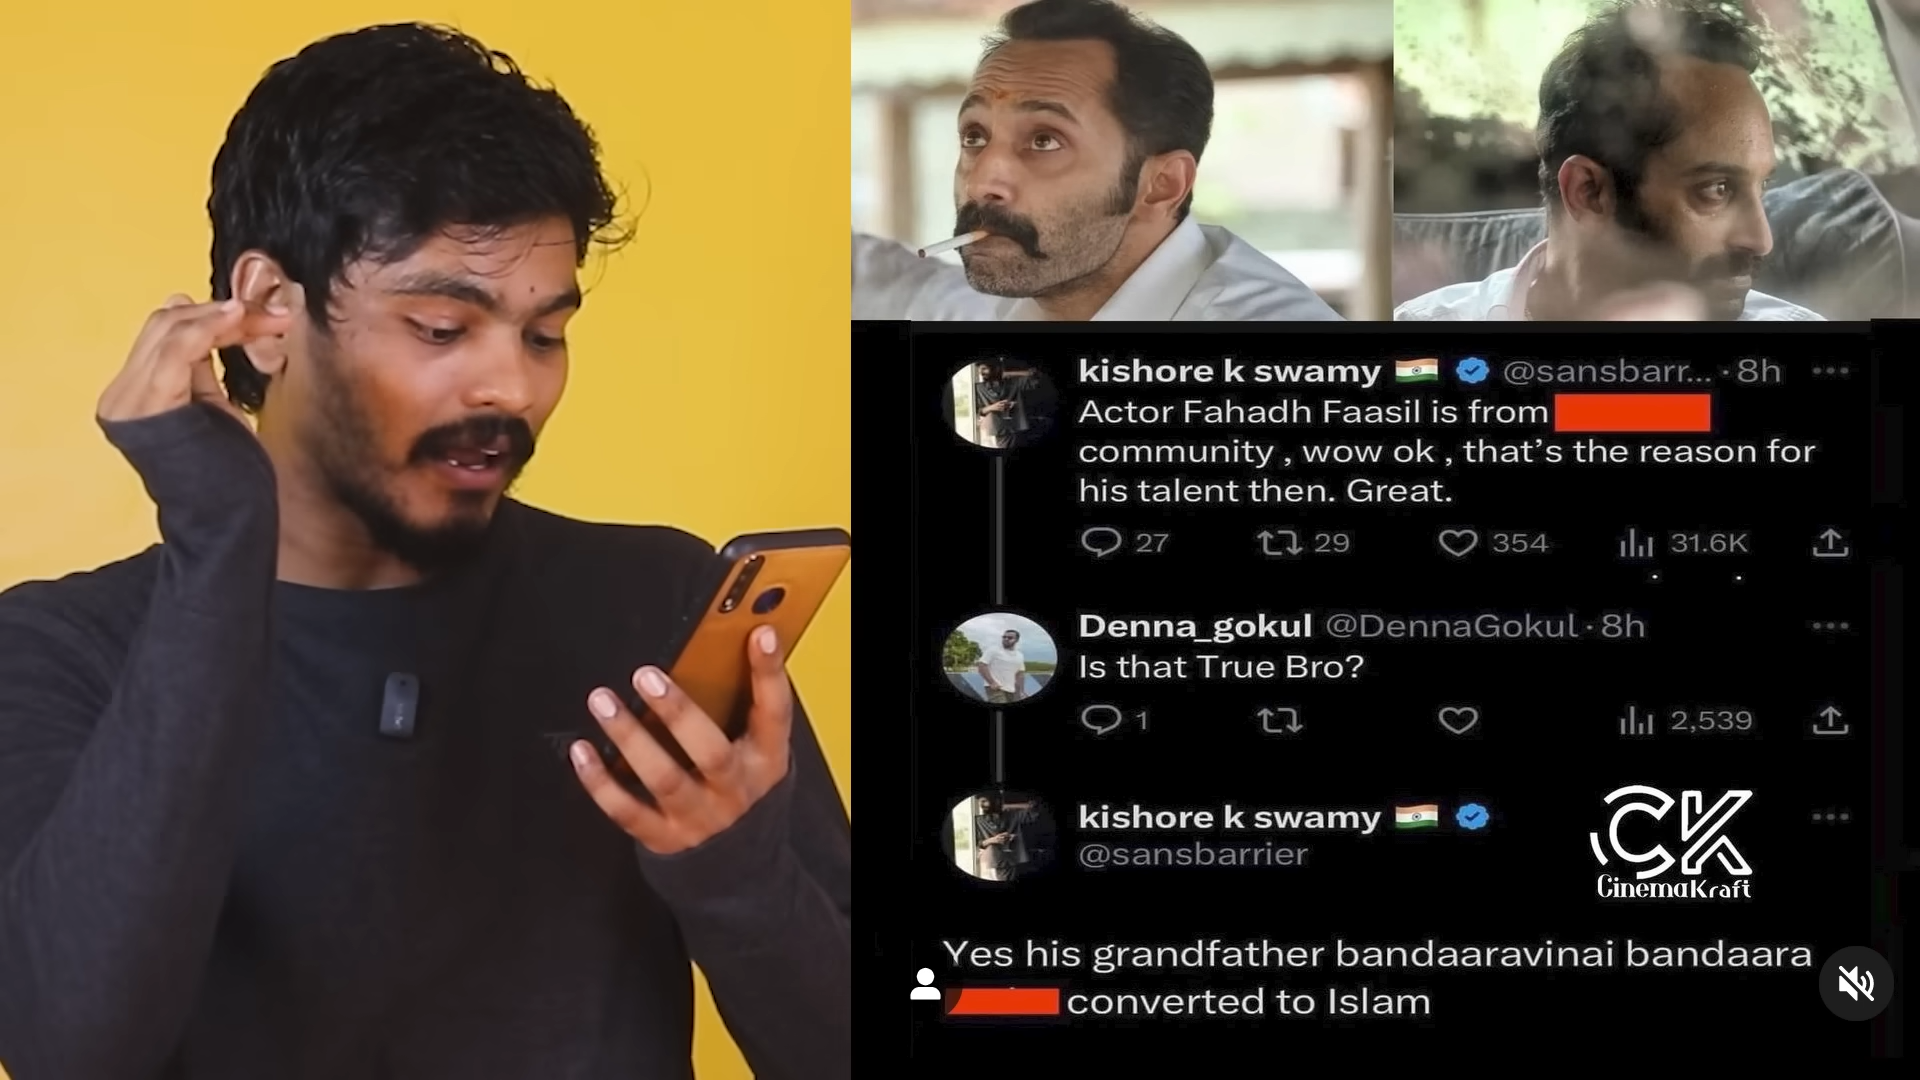 kishore k swamy 🇮🇳 @sansbarr... · 8h
Actor Fahadh Faasil is from
community , wow ok , that’s the reason for
his talent then. Great.
27 29 354 31.6K
Denna_gokul @DennaGokul · 8h
Is that True Bro?
1 2,539
kishore k swamy 🇮🇳
@sansbarrier
CK
CinemaKraft
Yes his grandfather bandaaravinai bandaara
converted to Islam